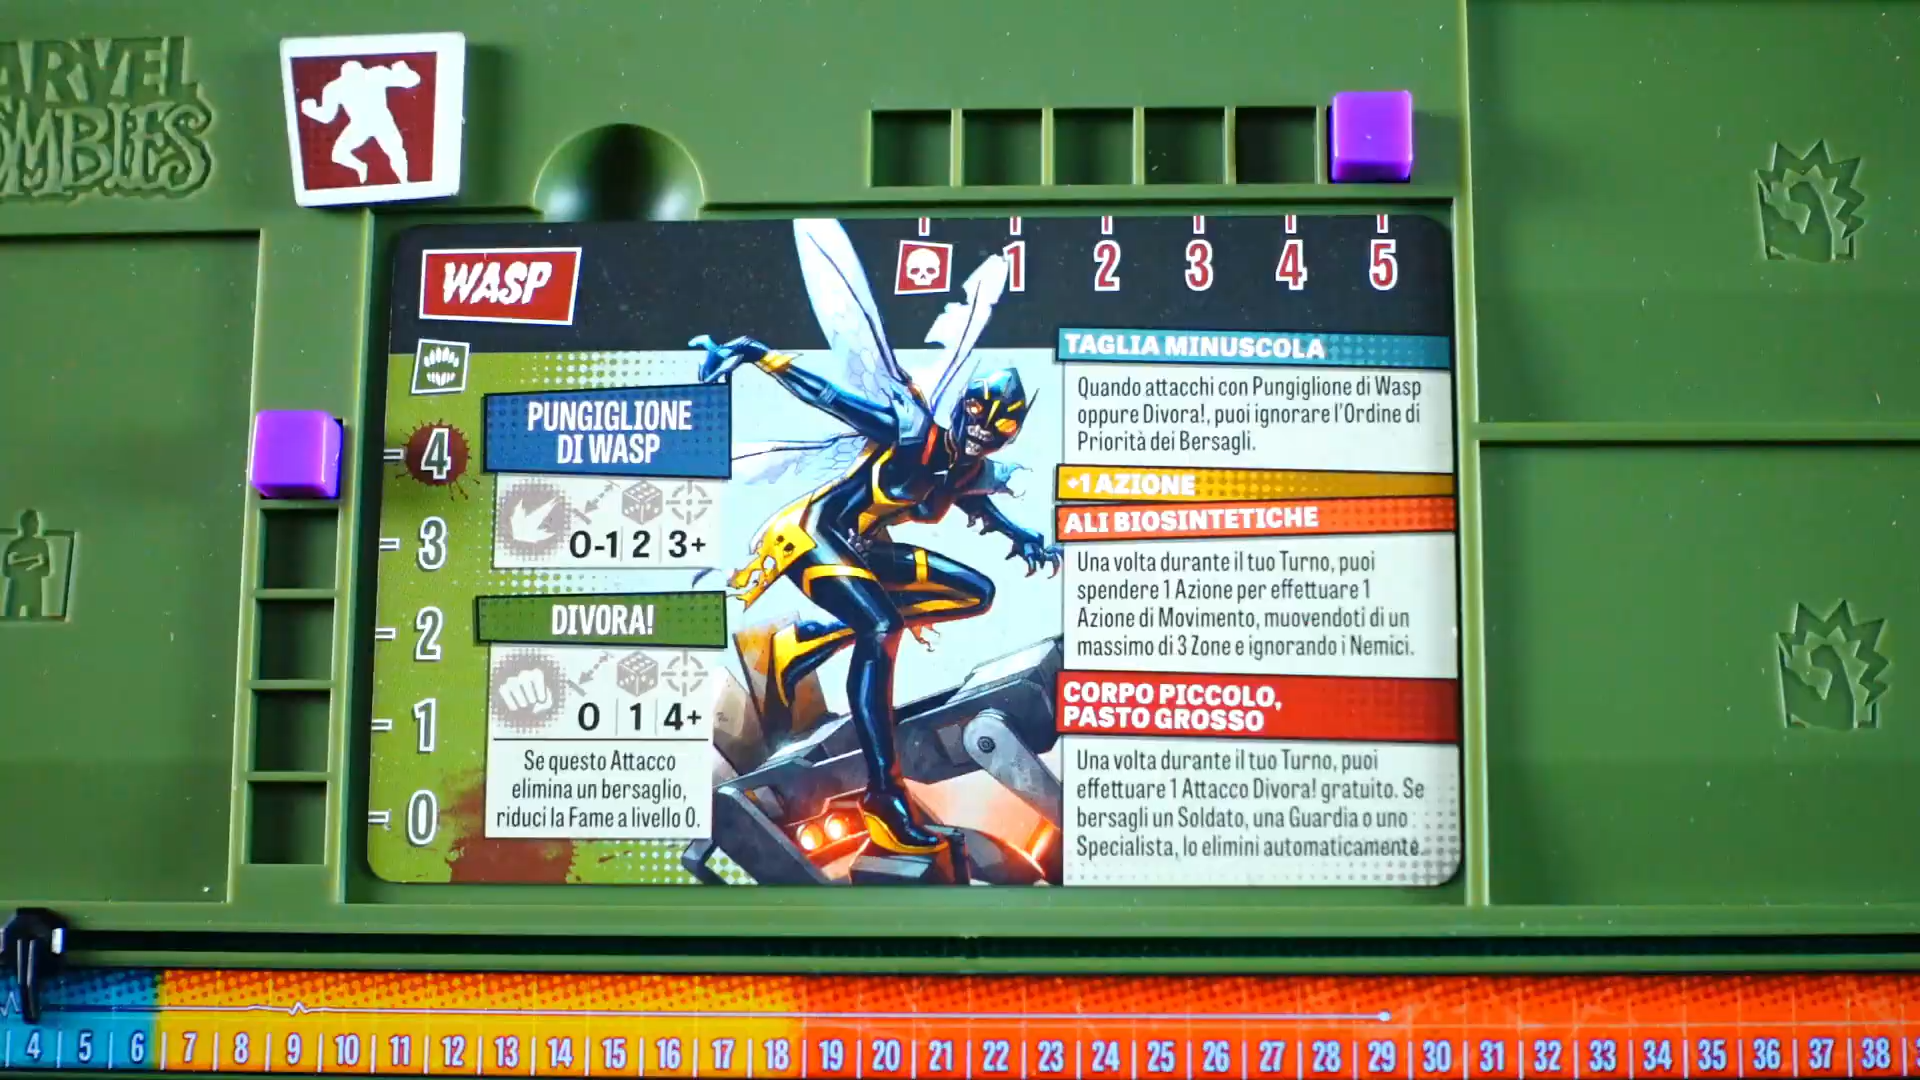 MARVEL
ZOMBIES
WASP
1 2 3 4 5
4
3
2
1
0
PUNGIGLIONE
DI WASP
0-1 2 3+
DIVORA!
0 1 4+
Se questo Attacco
elimina un bersaglio,
riduci la Fame a livello 0.
TAGLIA MINUSCOLA
Quando attacchi con Pungiglione di Wasp
oppure Divora!, puoi ignorare l'Ordine di
Priorità dei Bersagli.
+1 AZIONE
ALI BIOSINTETICHE
Una volta durante il tuo Turno, puoi
spendere 1 Azione per effettuare 1
Azione di Movimento, muovendoti di un
massimo di 3 Zone e ignorando i Nemici.
CORPO PICCOLO,
PASTO GROSSO
Una volta durante il tuo Turno, puoi
effettuare 1 Attacco Divora! gratuito. Se
bersagli un Soldato, una Guardia o uno
Specialista, lo elimini automaticamente.
4 5 6 7 8 9 10 11 12 13 14 15 16 17 18 19 20 21 22 23 24 25 26 27 28 29 30 31 32 33 34 35 36 37 38